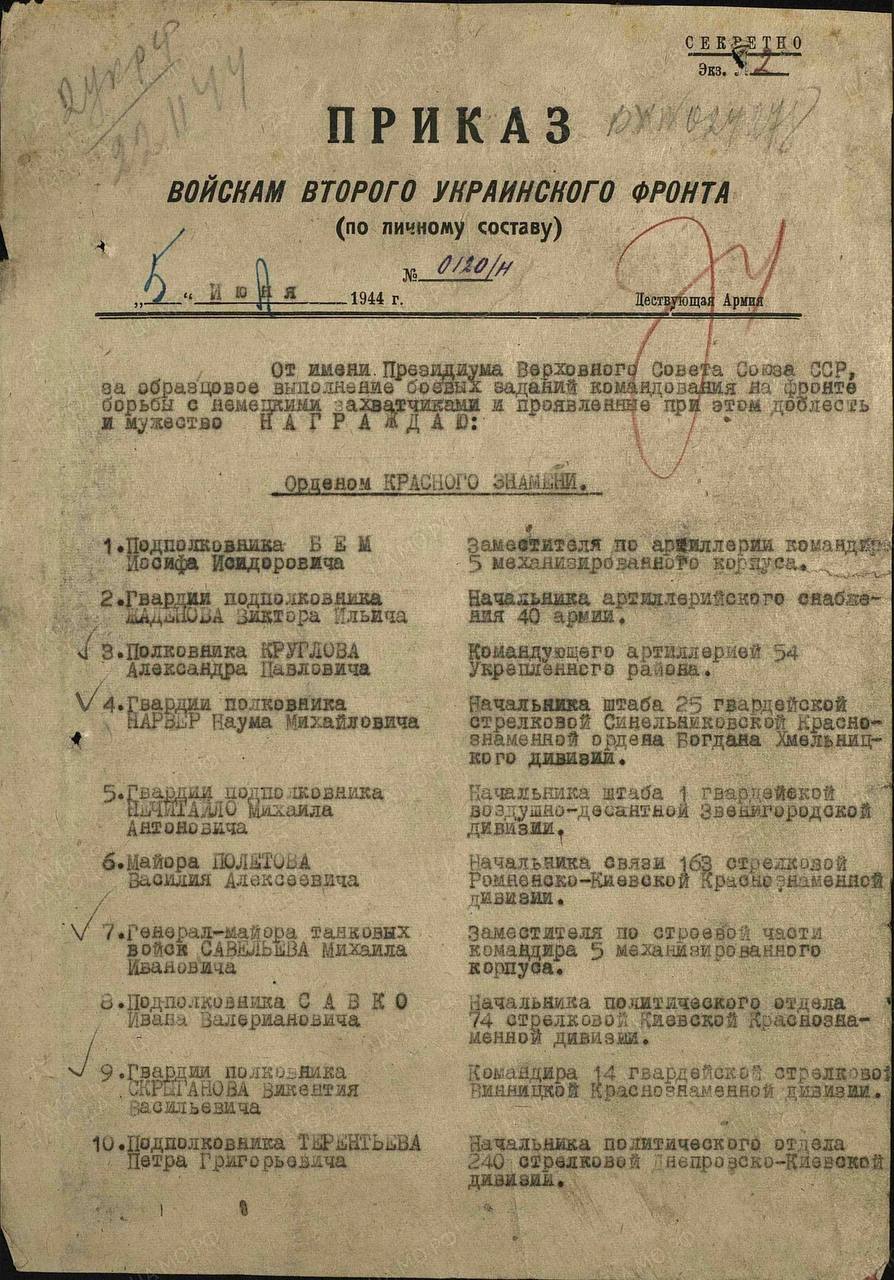 СЕКРЕТНО
Экз. № 2
2 укр ф
22 11 44
ПРИКАЗ
ВОЙСКАМ ВТОРОГО УКРАИНСКОГО ФРОНТА
(по личному составу)
№ 0120/н
„5“ Июня 1944 г.
Действующая Армия
От имени Президиума Верховного Совета Союза ССР,
за образцовое выполнение боевых заданий командования на фронте
борьбы с немецкими захватчиками и проявленные при этом доблесть
и мужество НАГРАЖДАЮ:
Орденом КРАСНОГО ЗНАМЕНИ.
1. Подполковника БЕМ
Иосифа Исидоровича
Заместителя по артиллерии командира
5 механизированного корпуса.
2. Гвардии подполковника
ЖАДЕНОВА Виктора Ильича
Начальника артиллерийского снабже-
ния 40 армии.
3. Полковника КРУГЛОВА
Александра Павловича
Командующего артиллерией 54
Укрепленного района.
4. Гвардии полковника
НАРВЕР Наума Михайловича
Начальника штаба 25 гвардейской
стрелковой Синельниковской Красно-
знаменной ордена Богдана Хмельниц-
кого дивизии.
5. Гвардии подполковника
НЕЧИТАЙЛО Михаила
Антоновича
Начальника штаба 1 гвардейской
воздушно-десантной Звенигородской
дивизии.
6. Майора ПОЛЕТОВА
Василия Алексеевича
Начальника связи 163 стрелковой
Ромненско-Киевской Краснознаменной
дивизии.
7. Генерал-майора танковых
войск САВЕЛЬЕВА Михаила
Ивановича
Заместителя по строевой части
командира 5 механизированного
корпуса.
8. Подполковника САВКО
Ивана Валериановича
Начальника политического отдела
74 стрелковой Киевской Краснозна-
менной дивизии.
9. Гвардии полковника
СКРЫГАНОВА Викентия
Васильевича
Командира 14 гвардейской стрелковой
Винницкой Краснознаменной дивизии.
10. Подполковника ТЕРЕНТЬЕВА
Петра Григорьевича
Начальника политического отдела
240 стрелковой Днепровско-Киевской
дивизии.